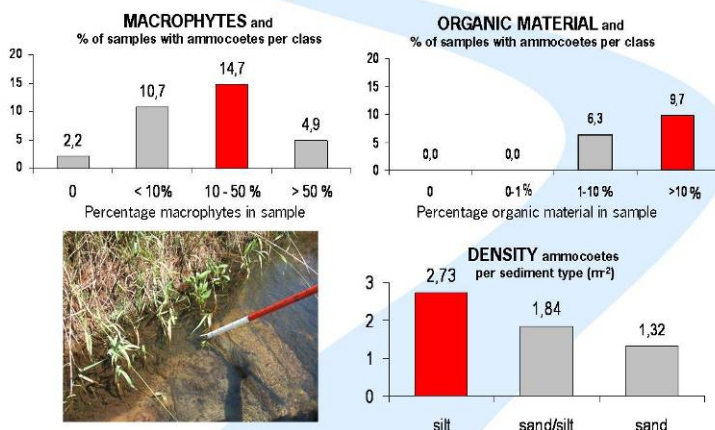 MACROPHYTES and
% of samples with ammocoetes per class
20
15
10
5
0
2,2
10,7
14,7
4,9
0
< 10%
10 - 50 %
> 50 %
Percentage macrophytes in sample
ORGANIC MATERIAL and
% of samples with ammocoetes per class
20
15
10
5
0
0,0
0,0
6,3
9,7
0
0-1%
1-10 %
>10 %
Percentage organic material in sample
DENSITY ammocoetes
per sediment type (m-2)
3
2
1
0
2,73
1,84
1,32
silt
sand/silt
sand